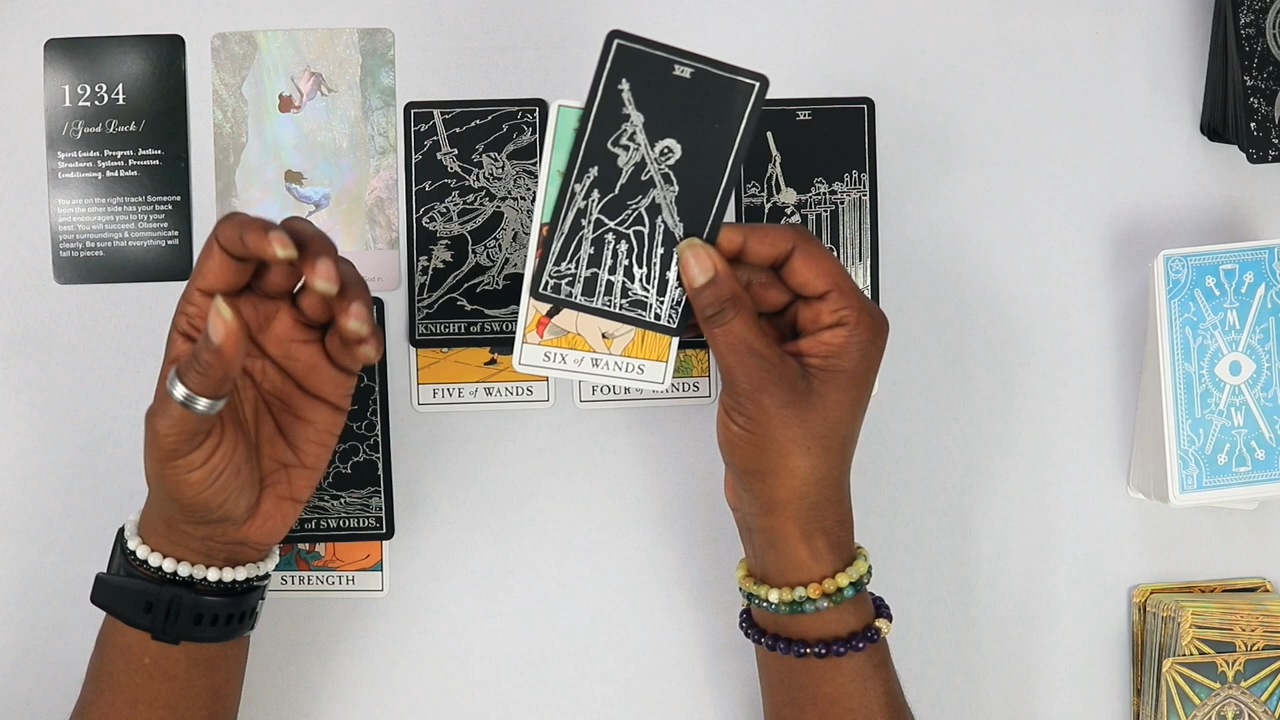 1234
/ Good Luck /
Spirit Guides, Progress, Justice,
Structures, Systems, Processes,
Conditioning, And Rules.
You are on the right track! Someone
from the other side has your back
and encourages you to try your
best. You will succeed. Observe
your surroundings & communicate
clearly. Be sure that everything will
fall to pieces.
KNIGHT of SWO
FIVE of WANDS
VII
SIX of WANDS
FOUR of WANDS
VI
of SWORDS.
STRENGTH
W
W